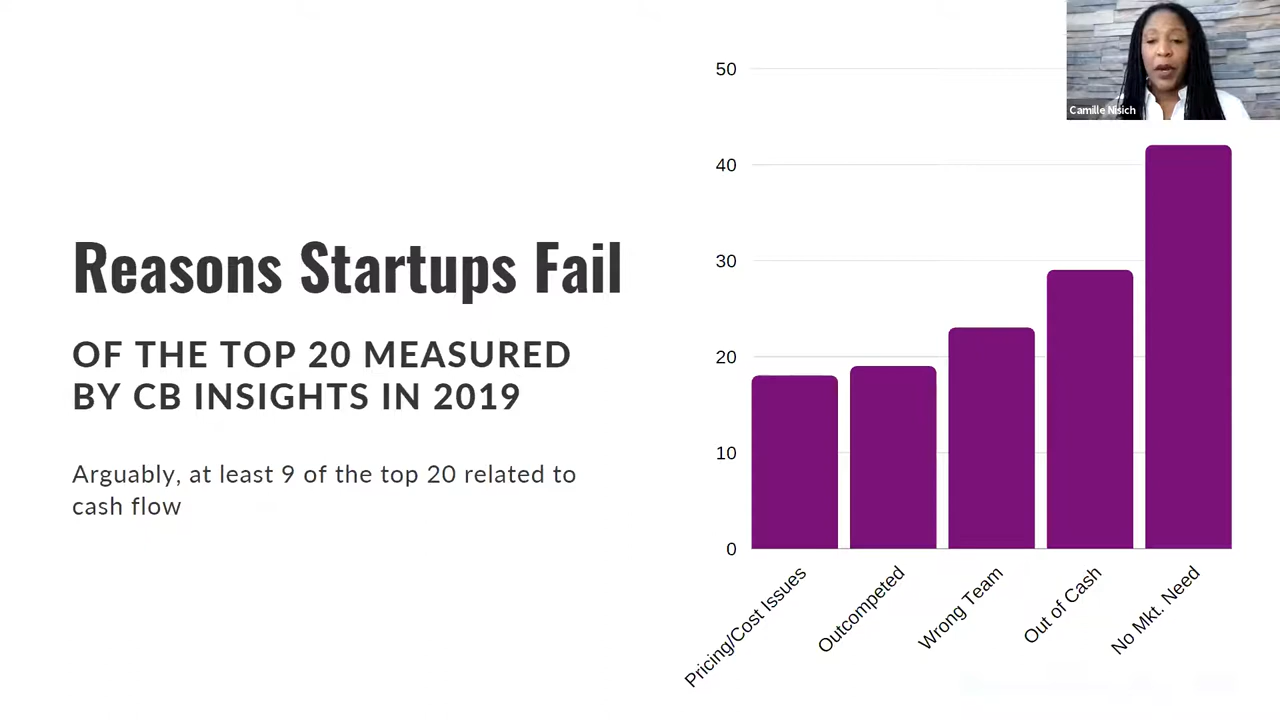 Reasons Startups Fail
OF THE TOP 20 MEASURED
BY CB INSIGHTS IN 2019
Arguably, at least 9 of the top 20 related to
cash flow
50
40
30
20
10
0
Pricing/Cost Issues
Outcompeted
Wrong Team
Out of Cash
No Mkt. Need
Camille Nisich